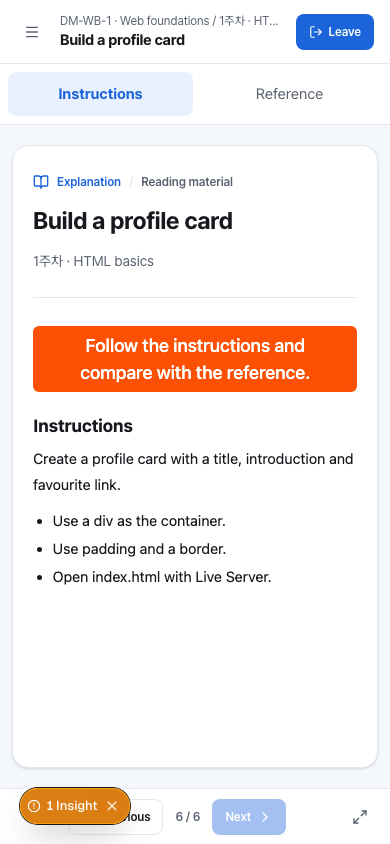 DM-WB-1 · Web foundations / 1주차 · HT...
Build a profile card
Leave
Instructions
Reference
Explanation / Reading material
Build a profile card
1주차 · HTML basics
Follow the instructions and
compare with the reference.
Instructions
Create a profile card with a title, introduction and
favourite link.
• Use a div as the container.
• Use padding and a border.
• Open index.html with Live Server.
1 Insight
6 / 6
Next